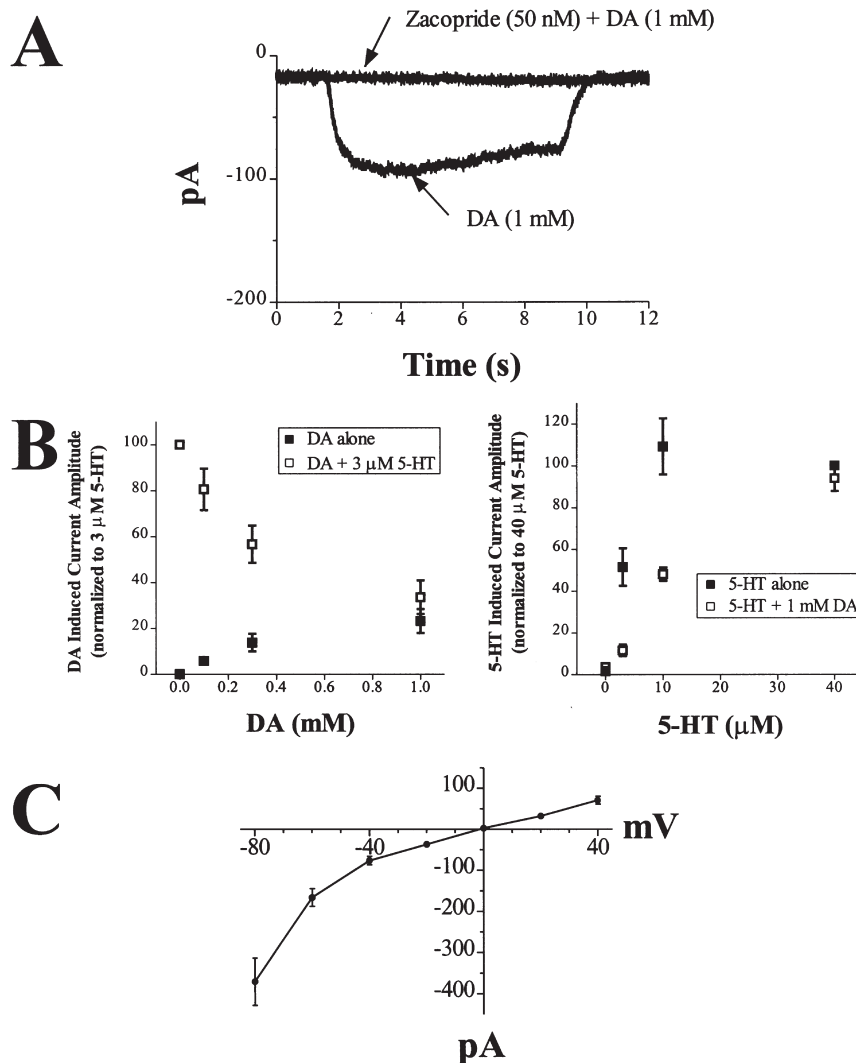 A
Zacopride (50 nM) + DA (1 mM)
0
-100
-200
pA
DA (1 mM)
0 2 4 6 8 10 12
Time (s)
B
DA Induced Current Amplitude
(normalized to 3 μM 5-HT)
100
80
60
40
20
0
DA alone
DA + 3 μM 5-HT
0.0 0.2 0.4 0.6 0.8 1.0
DA (mM)
5-HT Induced Current Amplitude
(normalized to 40 μM 5-HT)
120
100
80
60
40
20
0
5-HT alone
5-HT + 1 mM DA
0 10 20 30 40
5-HT (μM)
C
100
mV
-80 -40 0 40
-100
-200
-300
-400
pA